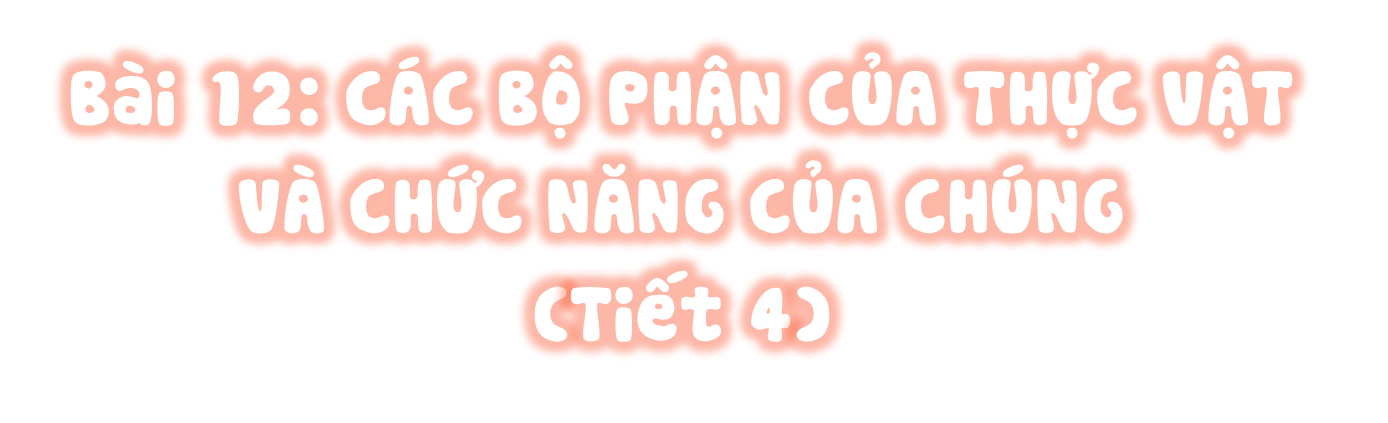 Bài 12: CÁC BỘ PHẬN CỦA THỰC VẬT
VÀ CHỨC NĂNG CỦA CHÚNG
(Tiết 4)